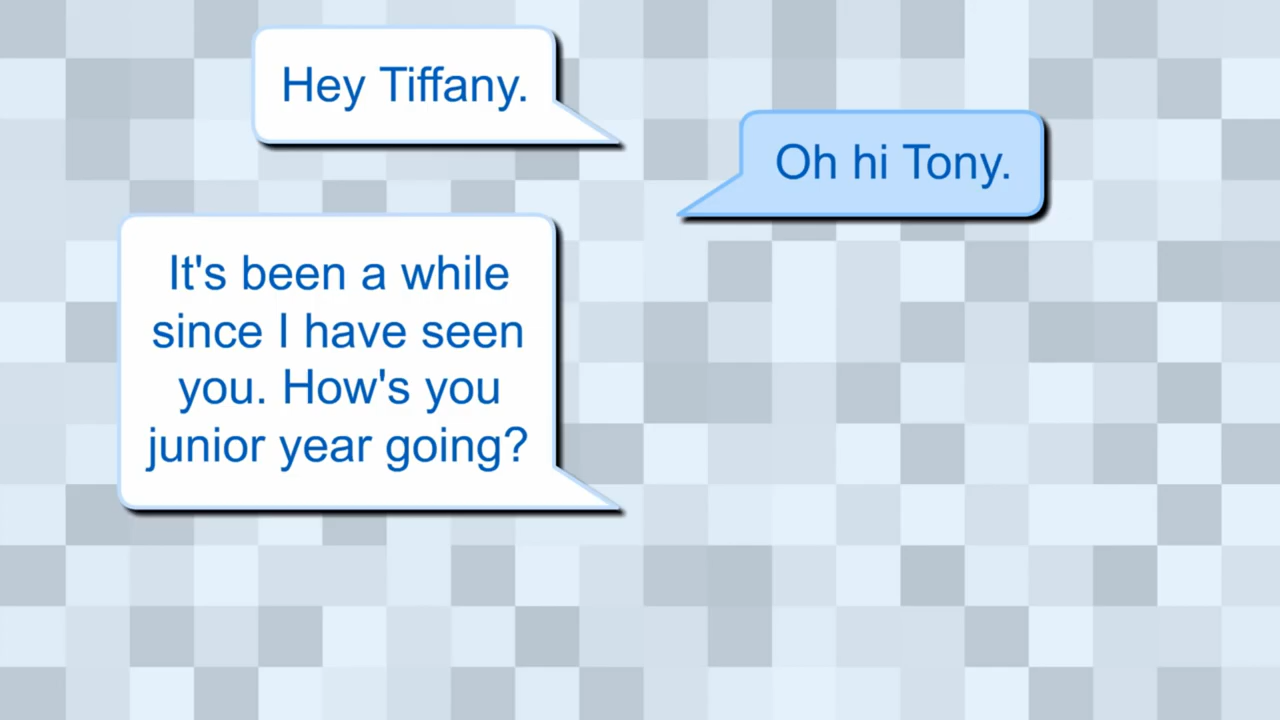 Hey Tiffany.
Oh hi Tony.
It's been a while
since I have seen
you. How's you
junior year going?